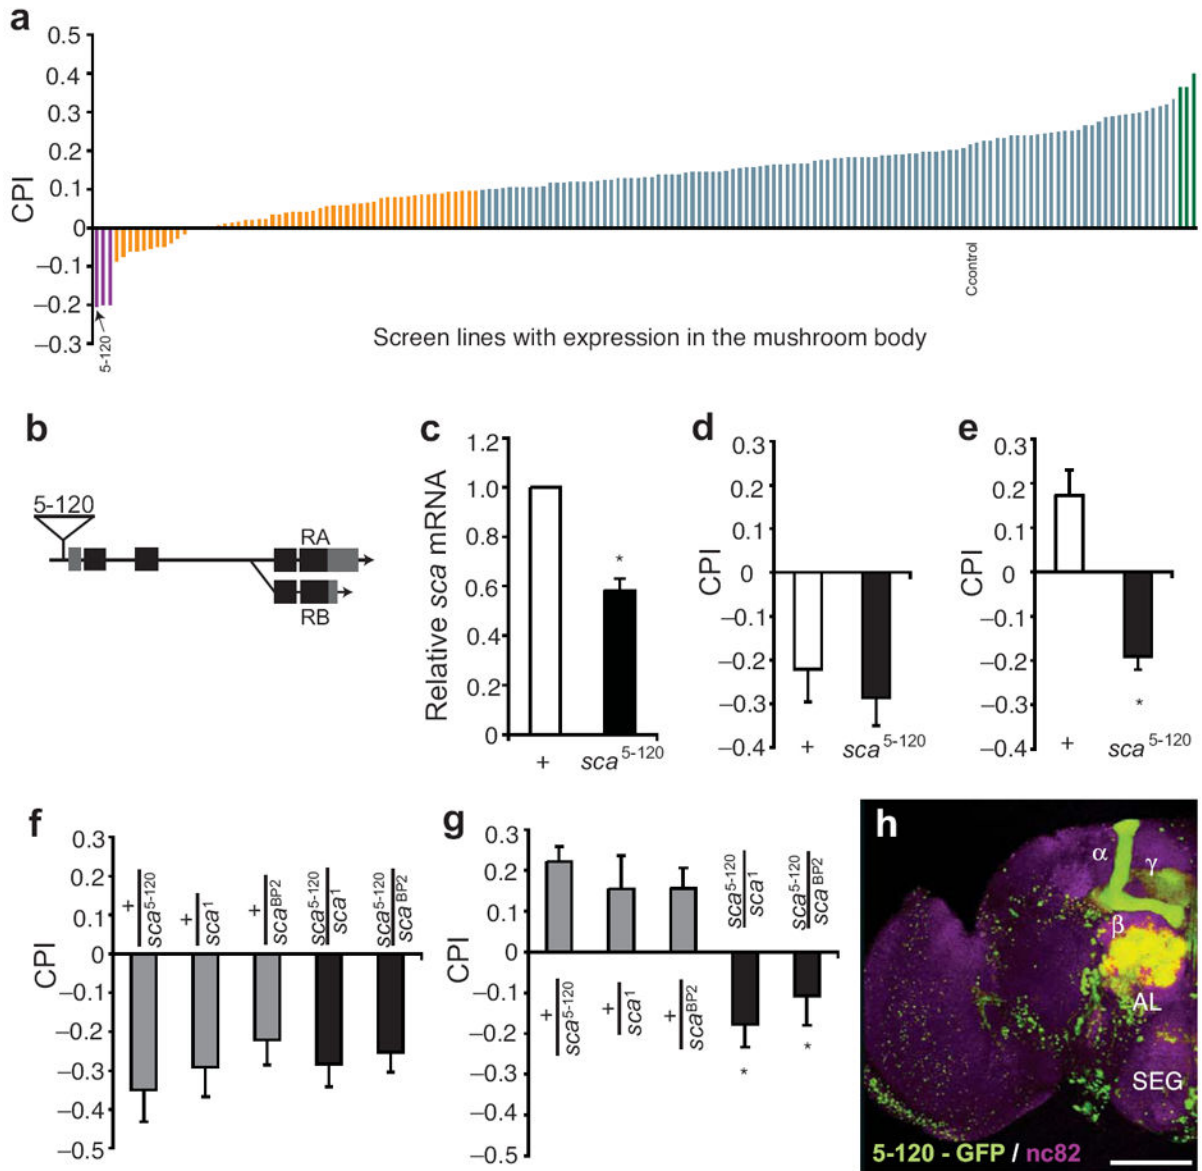 a
0.5
0.4
0.3
0.2
0.1
0
−0.1
−0.2
−0.3
CPI
5-120
Ccontrol
Screen lines with expression in the mushroom body
b
5-120
RA
RB
c
1.2
1.0
0.8
0.6
0.4
0.2
0
Relative sca mRNA
*
+
sca5-120
d
0.3
0.2
0.1
0
−0.1
−0.2
−0.3
−0.4
CPI
+
sca5-120
e
0.3
0.2
0.1
0
−0.1
−0.2
−0.3
−0.4
CPI
*
+
sca5-120
f
0.3
0.2
0.1
0
−0.1
−0.2
−0.3
−0.4
−0.5
CPI
+
sca5-120
+
sca1
+
scaBP2
sca5-120
sca1
sca5-120
scaBP2
g
0.3
0.2
0.1
0
−0.1
−0.2
−0.3
−0.4
−0.5
CPI
sca5-120
sca1
sca5-120
scaBP2
+
sca5-120
+
sca1
+
scaBP2
*
*
h
α
γ
β
AL
SEG
5-120 - GFP / nc82